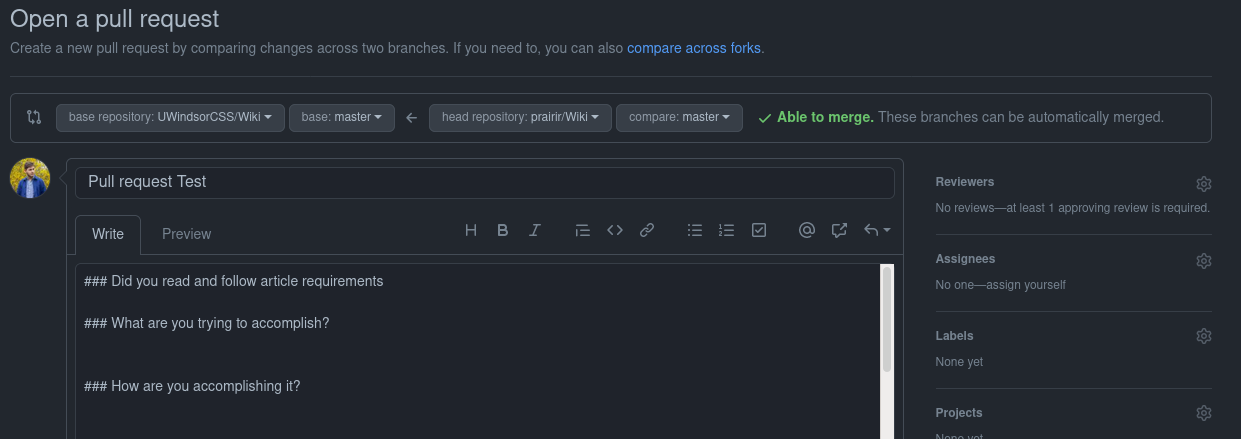 Open a pull request
Create a new pull request by comparing changes across two branches. If you need to, you can also compare across forks.
base repository: UWindsorCSS/Wiki base: master ← head repository: prairir/Wiki compare: master ✓ Able to merge. These branches can be automatically merged.
Pull request Test
Write Preview H B I
### Did you read and follow article requirements
### What are you trying to accomplish?
### How are you accomplishing it?
Reviewers
No reviews—at least 1 approving review is required.
Assignees
No one—assign yourself
Labels
None yet
Projects
None yet